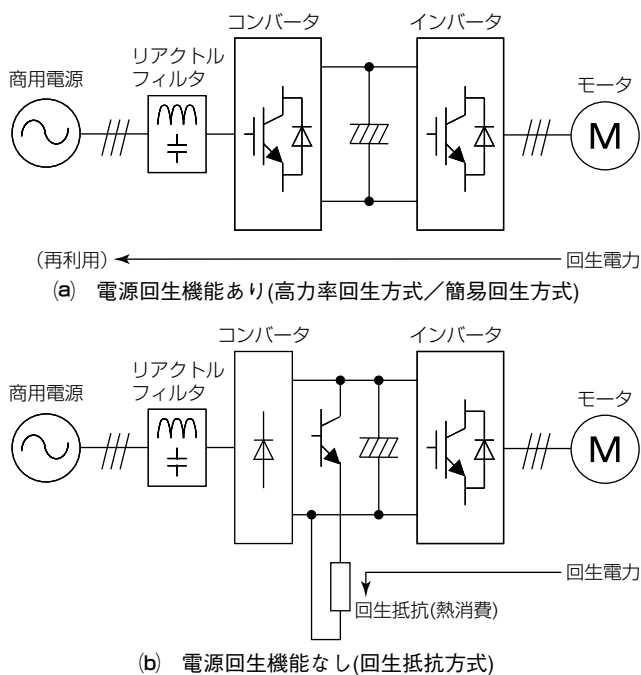 コンバータ
インバータ
リアクトル
フィルタ
商用電源
モータ
M
(再利用)
回生電力
(a) 電源回生機能あり(高力率回生方式/簡易回生方式)
コンバータ
インバータ
リアクトル
フィルタ
商用電源
モータ
M
回生電力
回生抵抗(熱消費)
(b) 電源回生機能なし(回生抵抗方式)